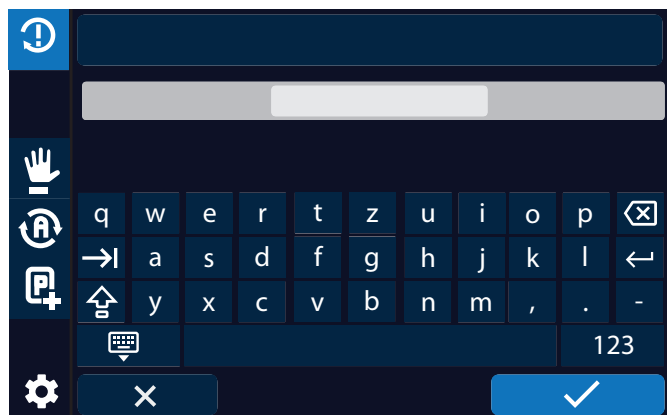 q w e r t z u i o p
a s d f g h j k l
y x c v b n m , . -
123
A
P